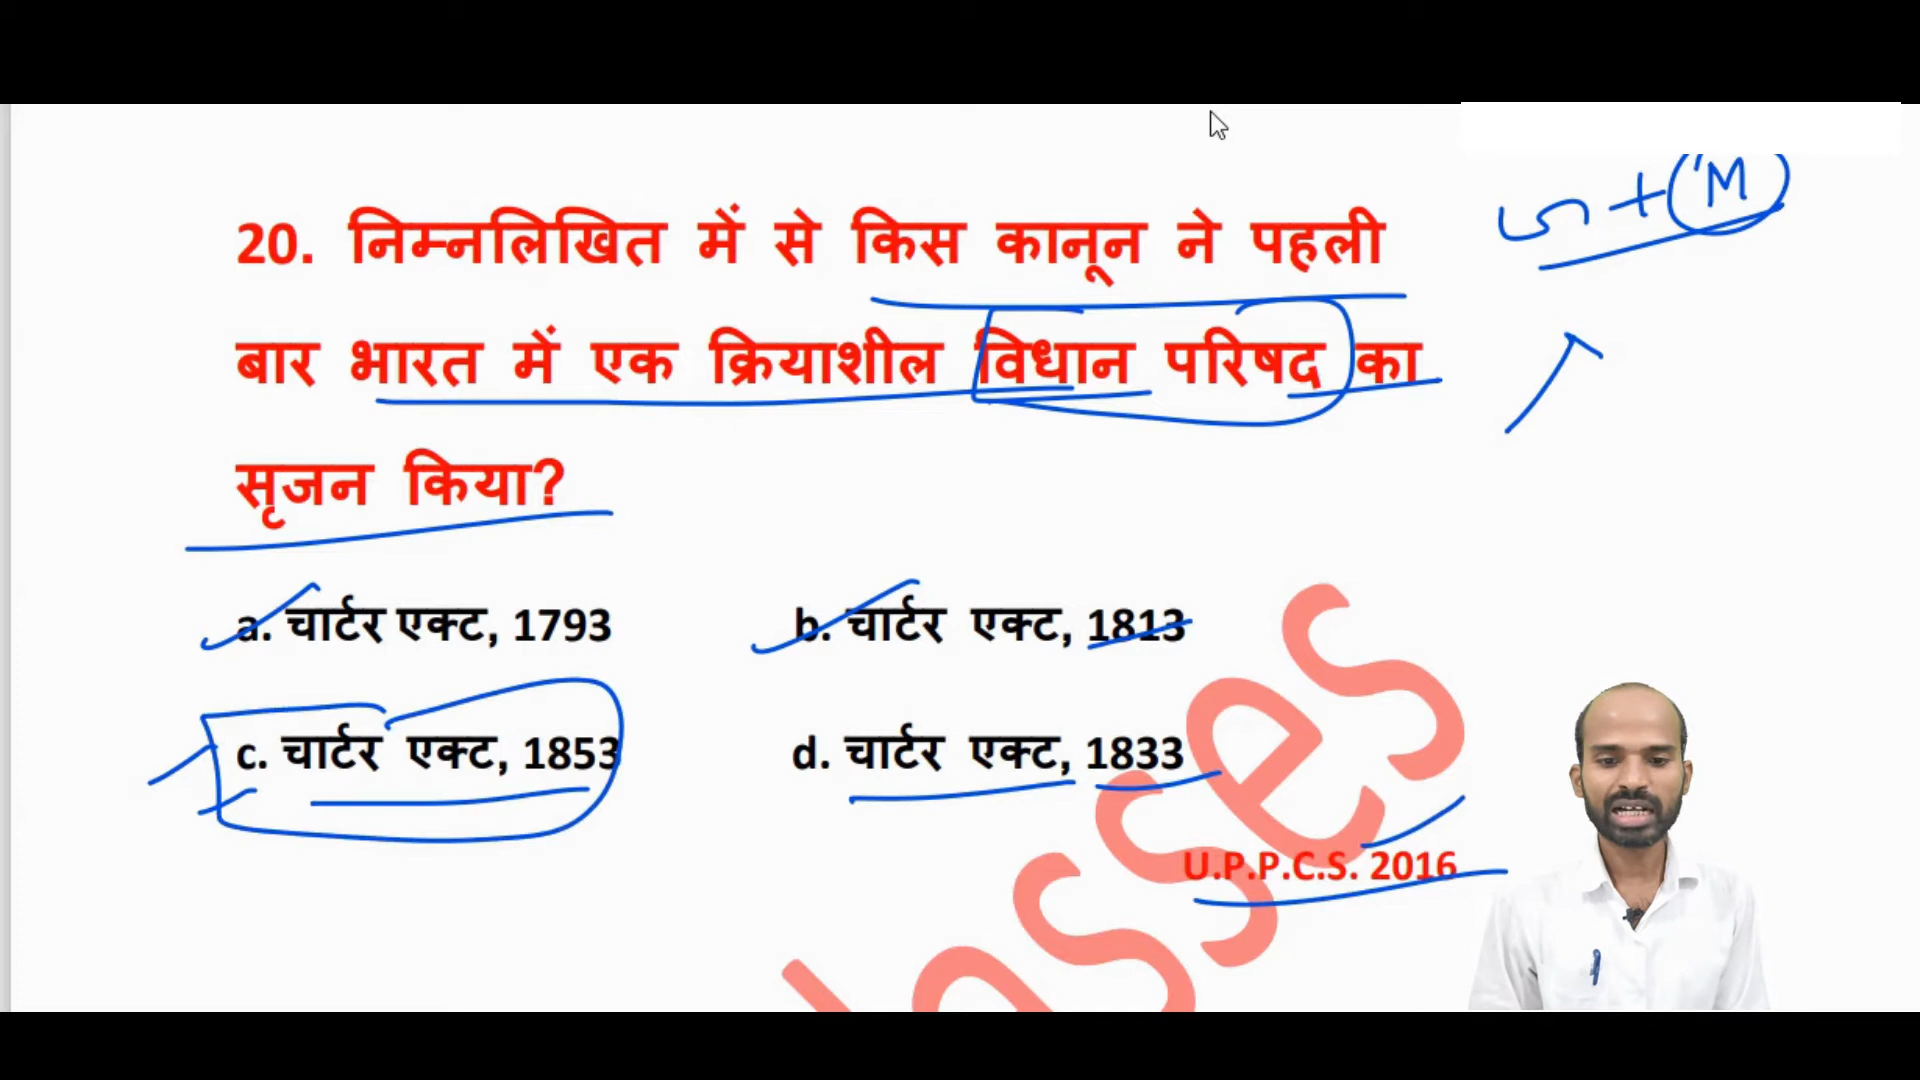 20. निम्नलिखित में से किस कानून ने पहली
बार भारत में एक क्रियाशील विधान परिषद का
सृजन किया?
a. चार्टर एक्ट, 1793 b. चार्टर एक्ट, 1813
c. चार्टर एक्ट, 1853 d. चार्टर एक्ट, 1833
U.P.P.C.S. 2016